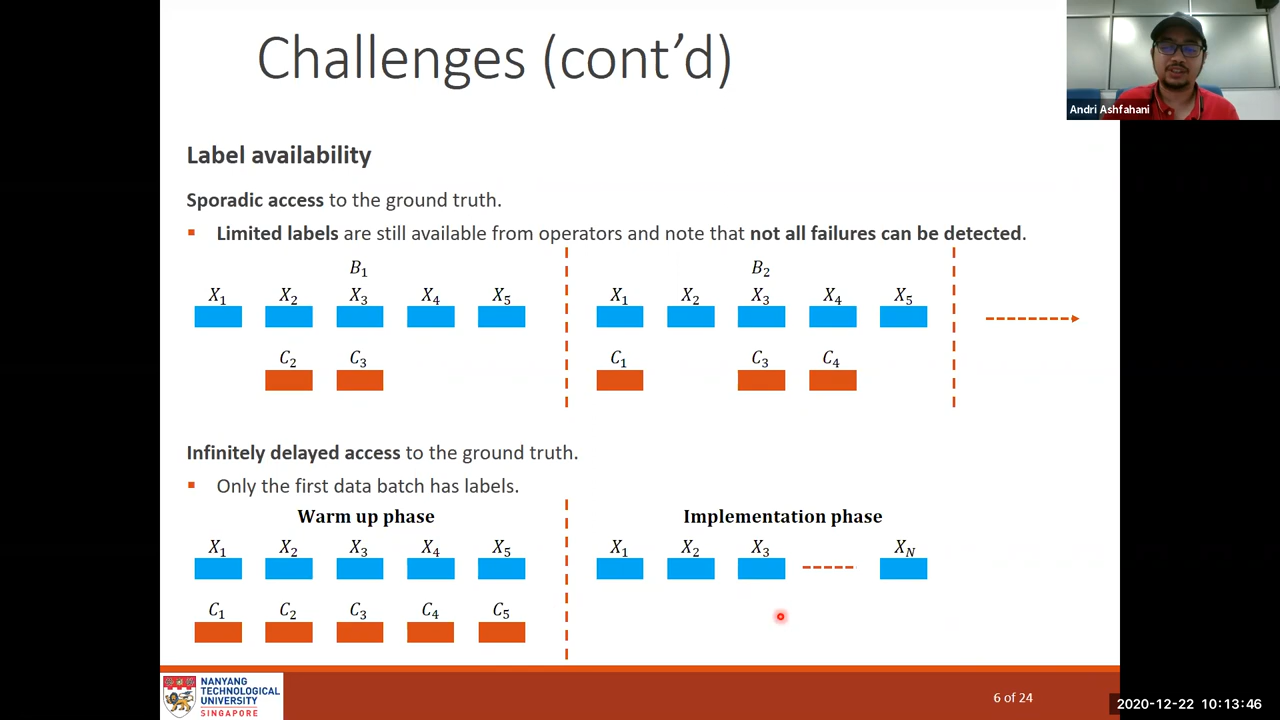 Challenges (cont’d)
Andri Ashfahani
Label availability
Sporadic access to the ground truth.
Limited labels are still available from operators and note that not all failures can be detected.
B1 B2
X1 X2 X3 X4 X5 X1 X2 X3 X4 X5
C2 C3 C1 C3 C4
Infinitely delayed access to the ground truth.
Only the first data batch has labels.
Warm up phase Implementation phase
X1 X2 X3 X4 X5 X1 X2 X3 XN
C1 C2 C3 C4 C5
NANYANG
TECHNOLOGICAL
UNIVERSITY
SINGAPORE
6 of 24
2020-12-22 10:13:46